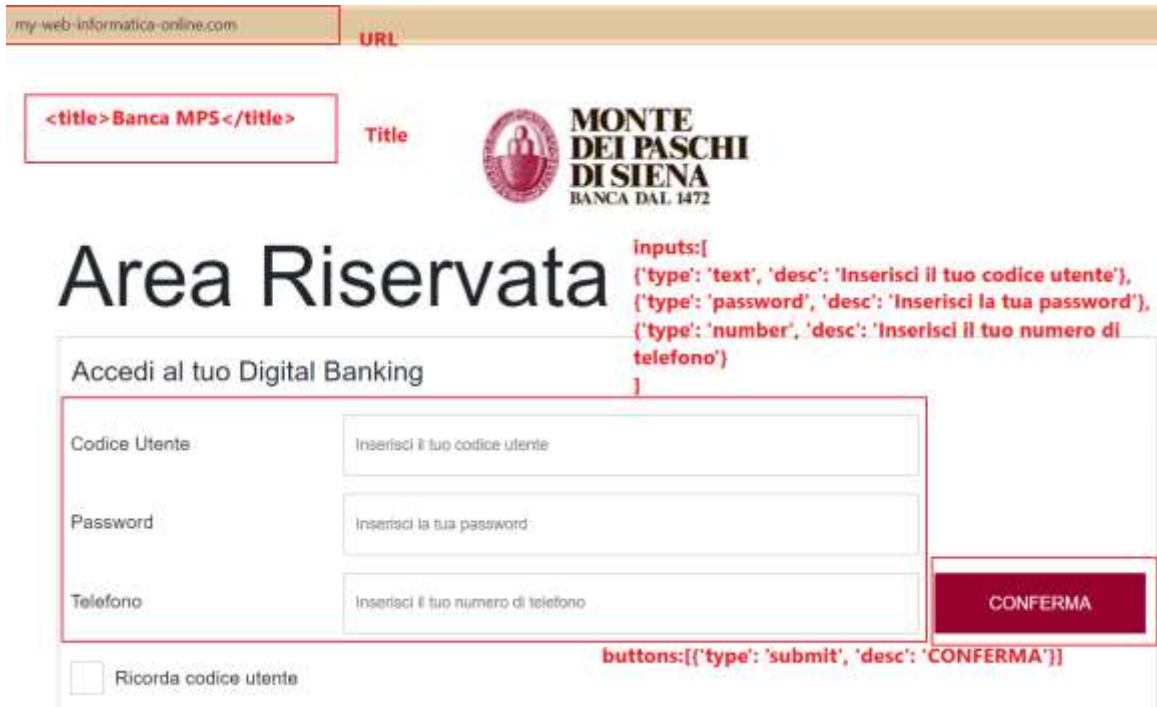 my-web-informatica-online.com
URL
<title>Banca MPS</title>
Title
MONTE
DEI PASCHI
DI SIENA
BANCA DAL 1472
Area Riservata
inputs:[
{'type': 'text', 'desc': 'Inserisci il tuo codice utente'},
{'type': 'password', 'desc': 'Inserisci la tua password'},
{'type': 'number', 'desc': 'Inserisci il tuo numero di
telefono'}
]
Accedi al tuo Digital Banking
Codice Utente
Inserisci il tuo codice utente
Password
Inserisci la tua password
Telefono
Inserisci il tuo numero di telefono
CONFERMA
buttons:[{'type': 'submit', 'desc': 'CONFERMA'}]
Ricorda codice utente